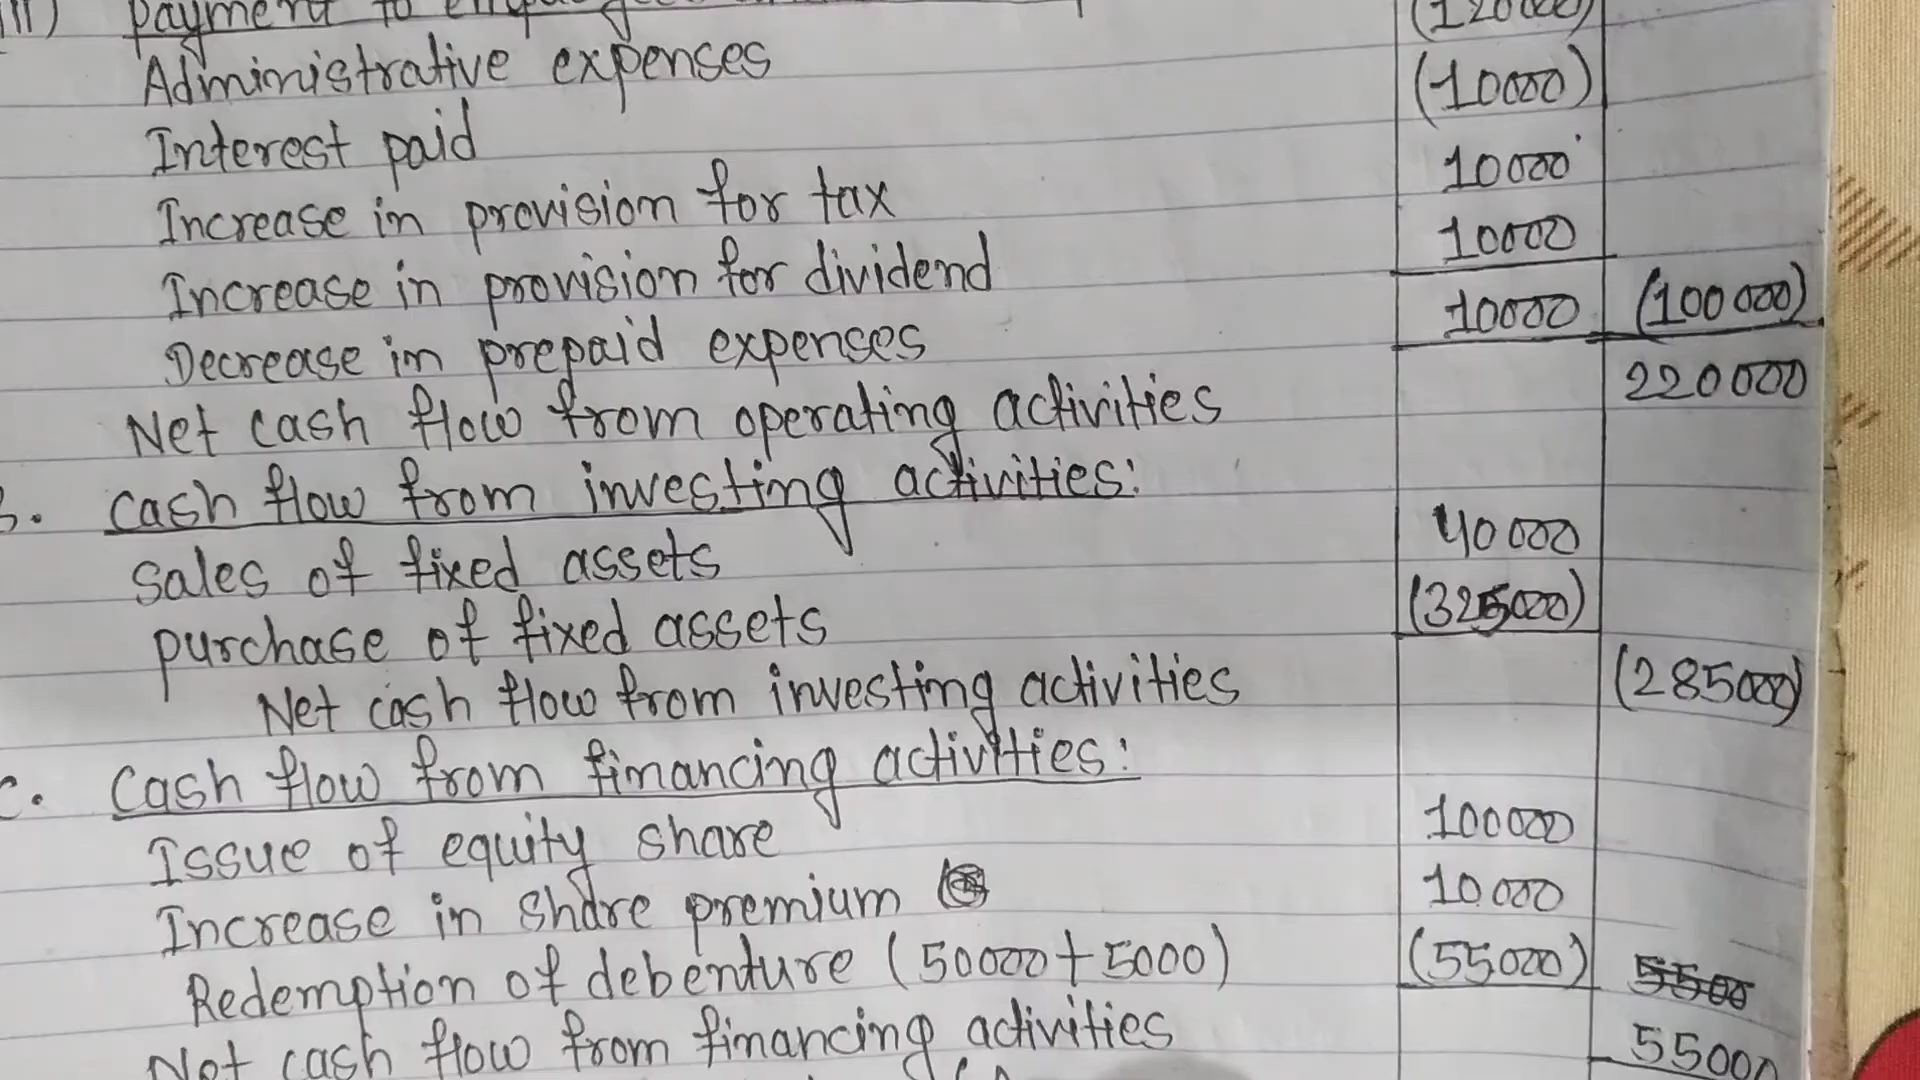 iii) payment to
(12000)
Administrative expenses (10000)
Interest paid 10000
Increase in provision for tax 10000
Increase in provision for dividend 10000 (100000)
Decrease in prepaid expenses
Net cash flow from operating activities 220000
B. cash flow from investing activities:
sales of fixed assets 40000
purchase of fixed assets (325000)
Net cash flow from investing activities (285000)
C. Cash flow from financing activities:
Issue of equity share 100000
Increase in share premium 10000
Redemption of debenture (50000+5000) (55000)
Net cash flow from financing activities 55000